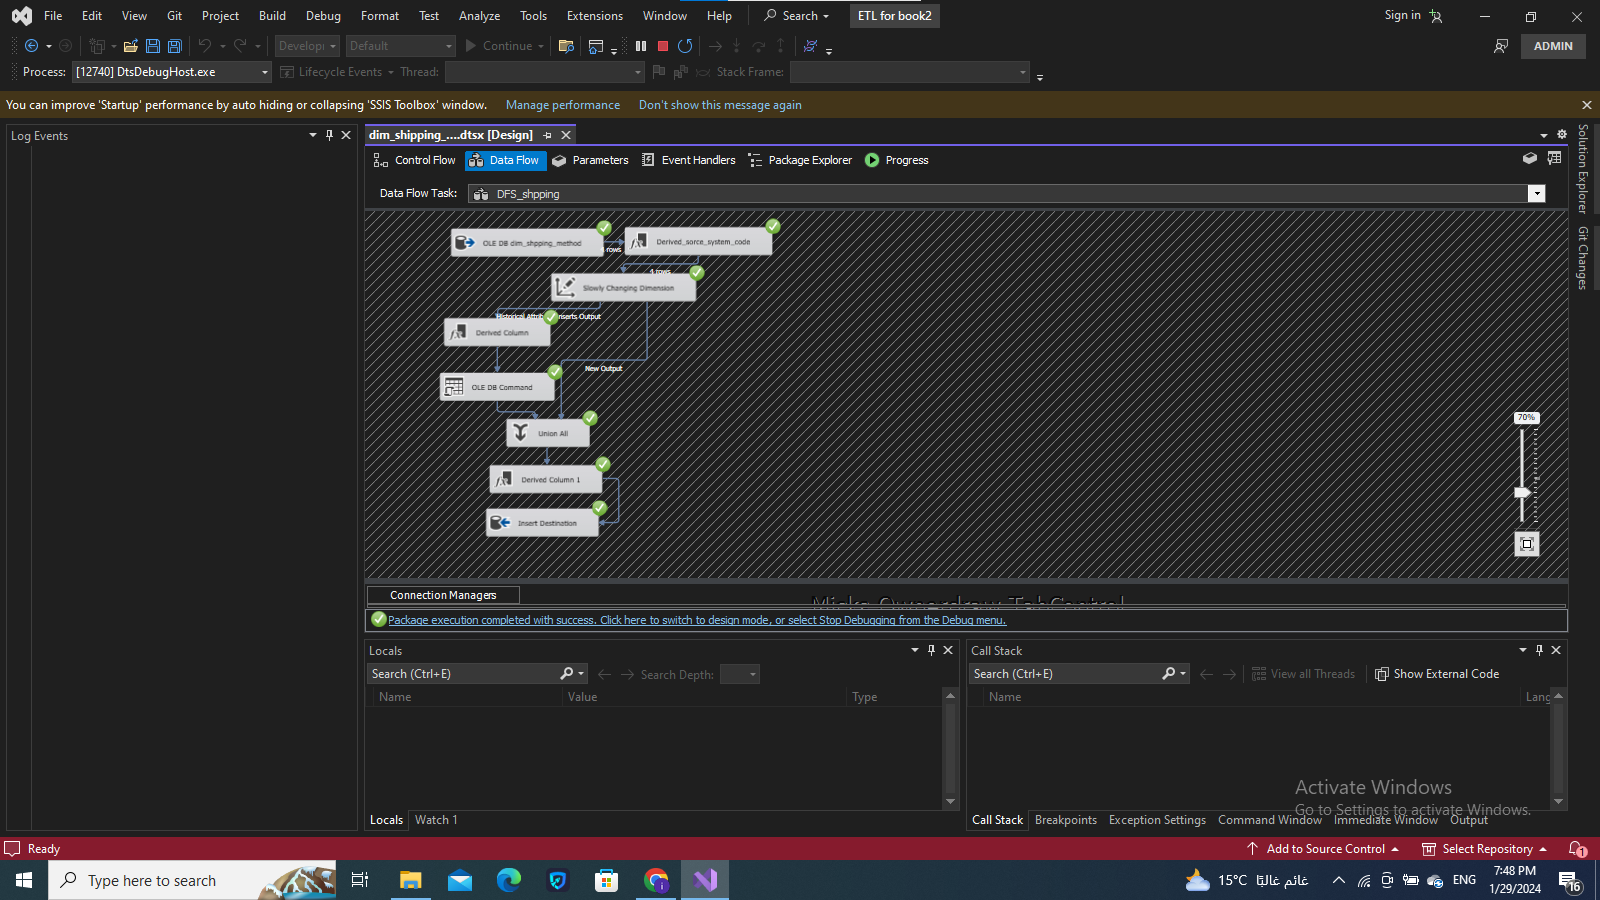 File Edit View Git Project Build Debug Format Test Analyze Tools Extensions Window Help Search ETL for book2 Sign in
Develop Default Continue ADMIN
Process: [12740] DtsDebugHost.exe Lifecycle Events Thread: Stack Frame:
You can improve 'Startup' performance by auto hiding or collapsing 'SSIS Toolbox' window. Manage performance Don't show this message again
Log Events
dim_shipping_....dtsx [Design]
Control Flow Data Flow Parameters Event Handlers Package Explorer Progress
Data Flow Task: DFS_shpping
OLE DB dim_shpping_method
rows
Derived_sorce_system_code
4 rows
Slowly Changing Dimension
Historical Attrib nserts Output
Derived Column
New Output
OLE DB Command
Union All
Derived Column 1
Insert Destination
70%
Connection Managers
Package execution completed with success. Click here to switch to design mode, or select Stop Debugging from the Debug menu.
Locals
Search (Ctrl+E) Search Depth:
Name Value Type
Locals Watch 1
Call Stack
Search (Ctrl+E) View all Threads Show External Code
Name Lang
Call Stack Breakpoints Exception Settings Command Window Immediate Window Output
Activate Windows
Go to Settings to activate Windows.
Solution Explorer
Git Changes
Ready Add to Source Control Select Repository 1
Type here to search 15°C غائم غالبًا ENG 7:48 PM
1/29/2024 16